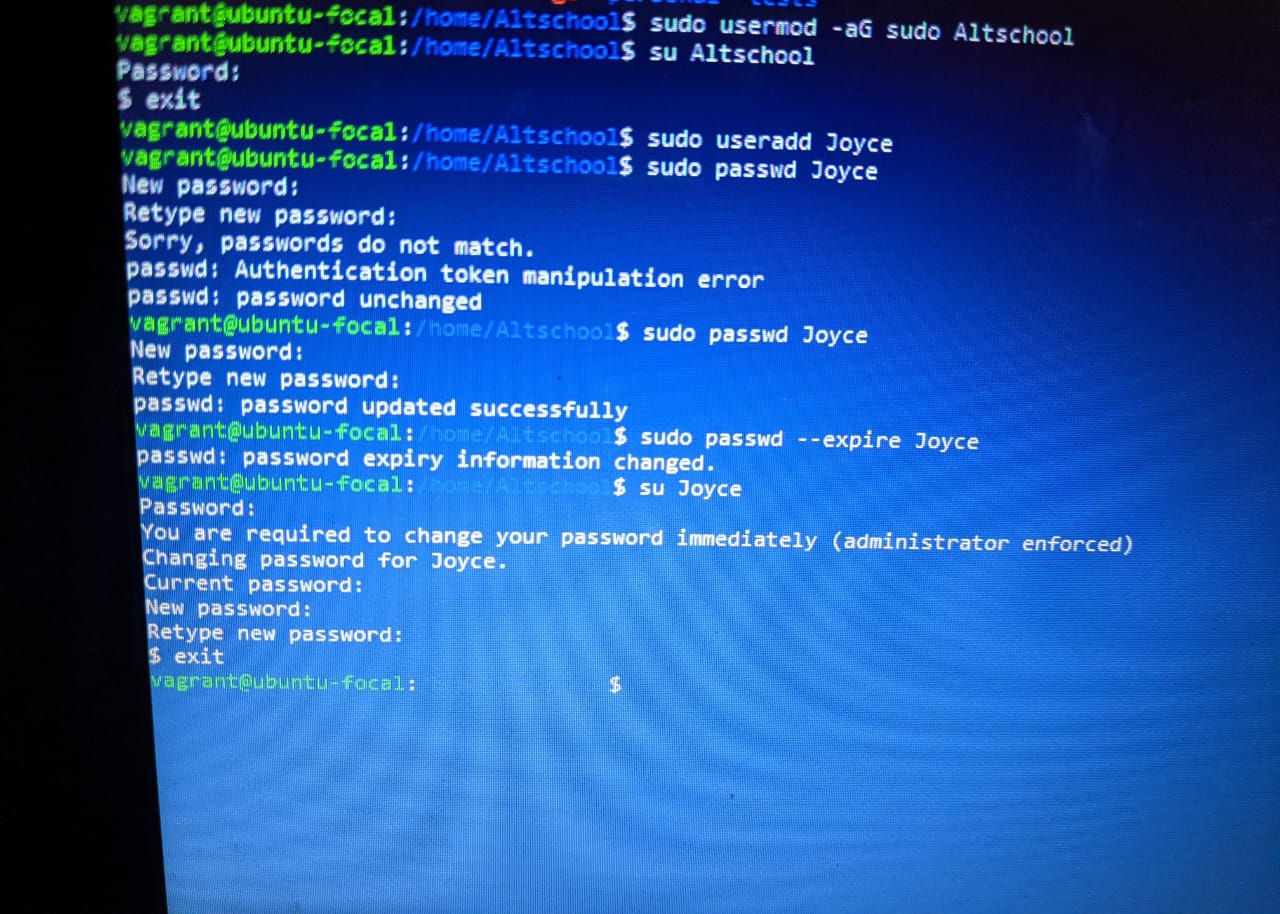 vagrant@ubuntu-focal:/home/Altschool$ sudo usermod -aG sudo Altschool
vagrant@ubuntu-focal:/home/Altschool$ su Altschool
Password:
$ exit
vagrant@ubuntu-focal:/home/Altschool$ sudo useradd Joyce
vagrant@ubuntu-focal:/home/Altschool$ sudo passwd Joyce
New password:
Retype new password:
Sorry, passwords do not match.
passwd: Authentication token manipulation error
passwd: password unchanged
vagrant@ubuntu-focal:/home/Altschool$ sudo passwd Joyce
New password:
Retype new password:
passwd: password updated successfully
vagrant@ubuntu-focal:/home/Altschool$ sudo passwd --expire Joyce
passwd: password expiry information changed.
vagrant@ubuntu-focal:/home/Altschool$ su Joyce
Password:
You are required to change your password immediately (administrator enforced)
Changing password for Joyce.
Current password:
New password:
Retype new password:
$ exit
vagrant@ubuntu-focal: $